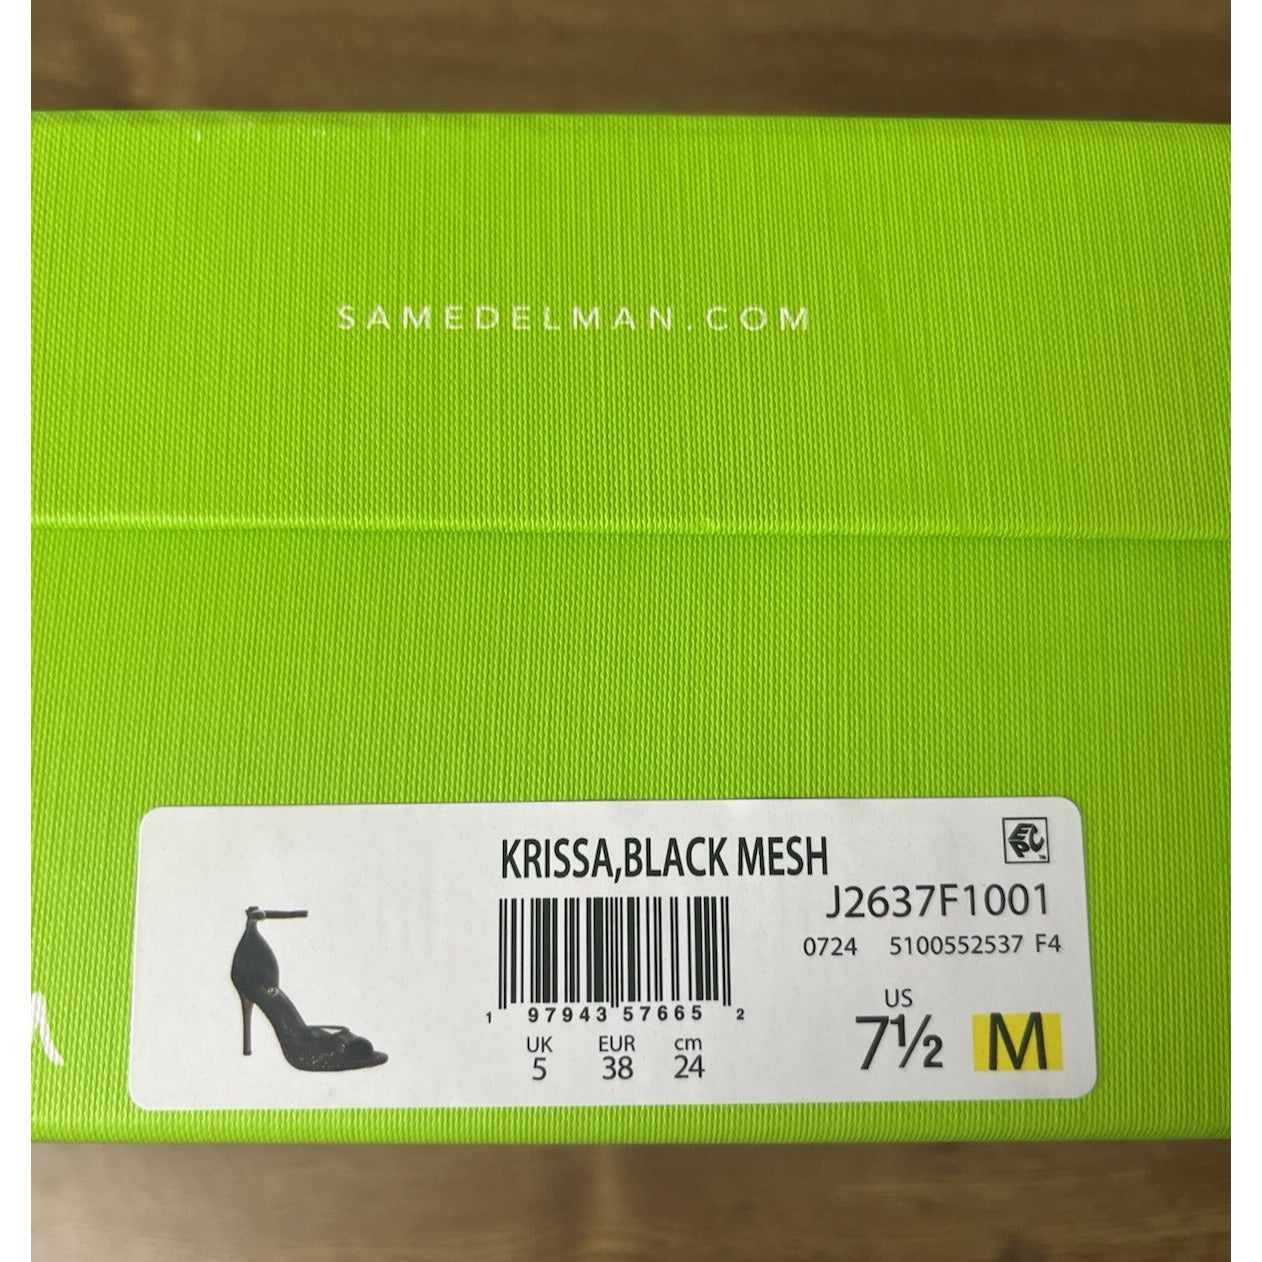 SAMEDELMAN.COM
KRISSA,BLACK MESH
EPC™
J2637F1001
0724 5100552537 F4
1 97943 57665 2
UK EUR cm
5 38 24
US
7½ M